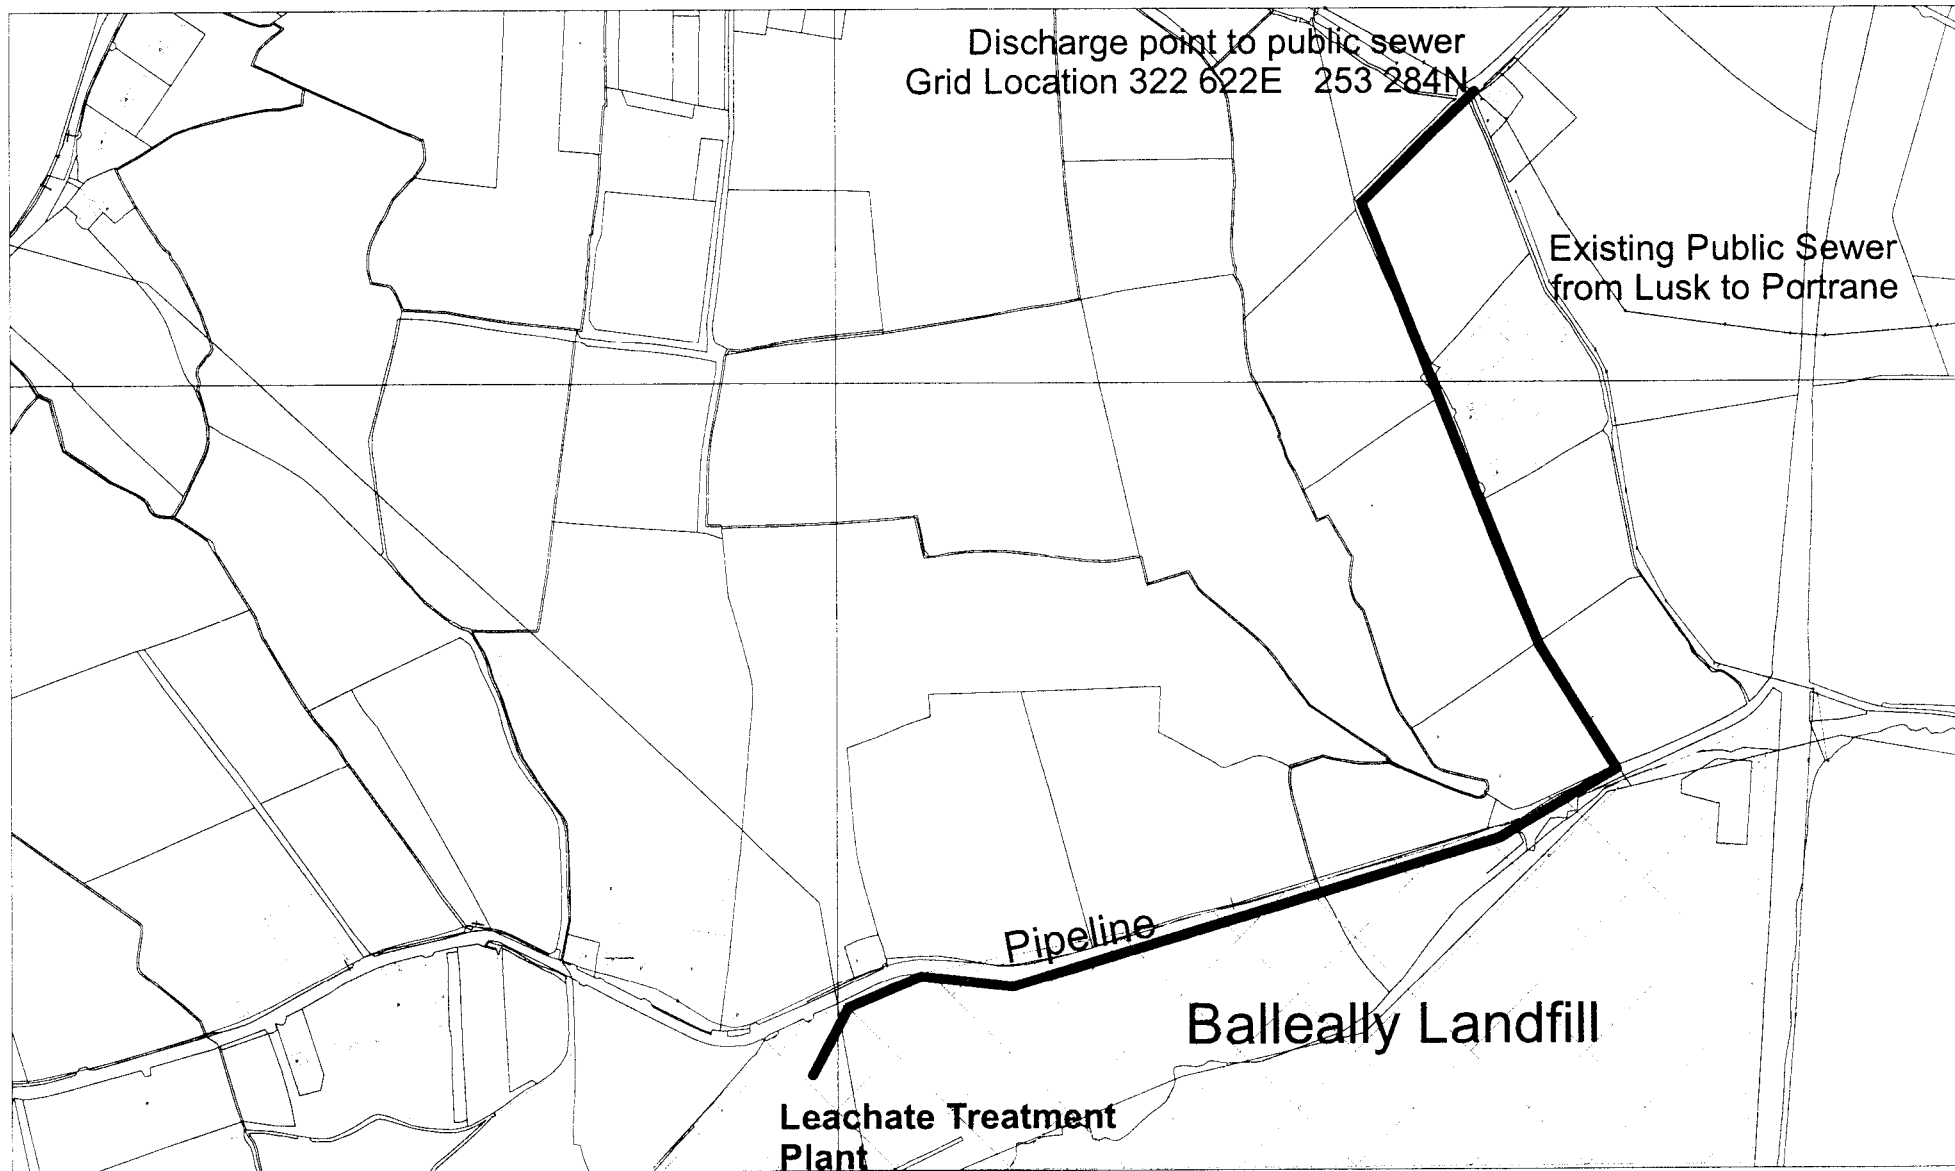 Discharge point to public sewer
Grid Location 322 622E 253 284N
Existing Public Sewer
from Lusk to Portrane
Pipeline
Balleally Landfill
Leachate Treatment
Plant